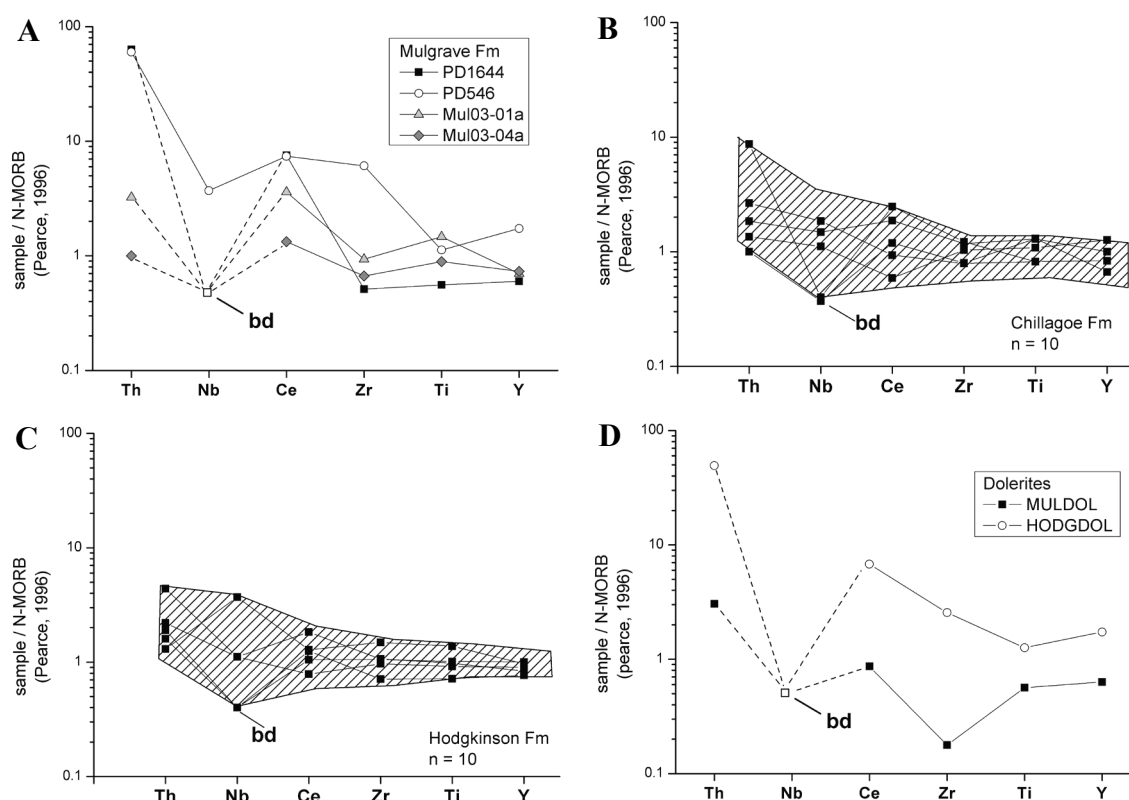 A
100
10
1
0.1
sample / N-MORB
(Pearce, 1996)
Mulgrave Fm
PD1644
PD546
Mul03-01a
Mul03-04a
bd
Th Nb Ce Zr Ti Y
B
100
10
1
0.1
sample / N-MORB
(Pearce, 1996)
bd
Chillagoe Fm
n = 10
Th Nb Ce Zr Ti Y
C
100
10
1
0.1
sample / N-MORB
(Pearce, 1996)
bd
Hodgkinson Fm
n = 10
Th Nb Ce Zr Ti Y
D
100
10
1
0.1
sample / N-MORB
(pearce, 1996)
Dolerites
MULDOL
HODGDOL
bd
Th Nb Ce Zr Ti Y